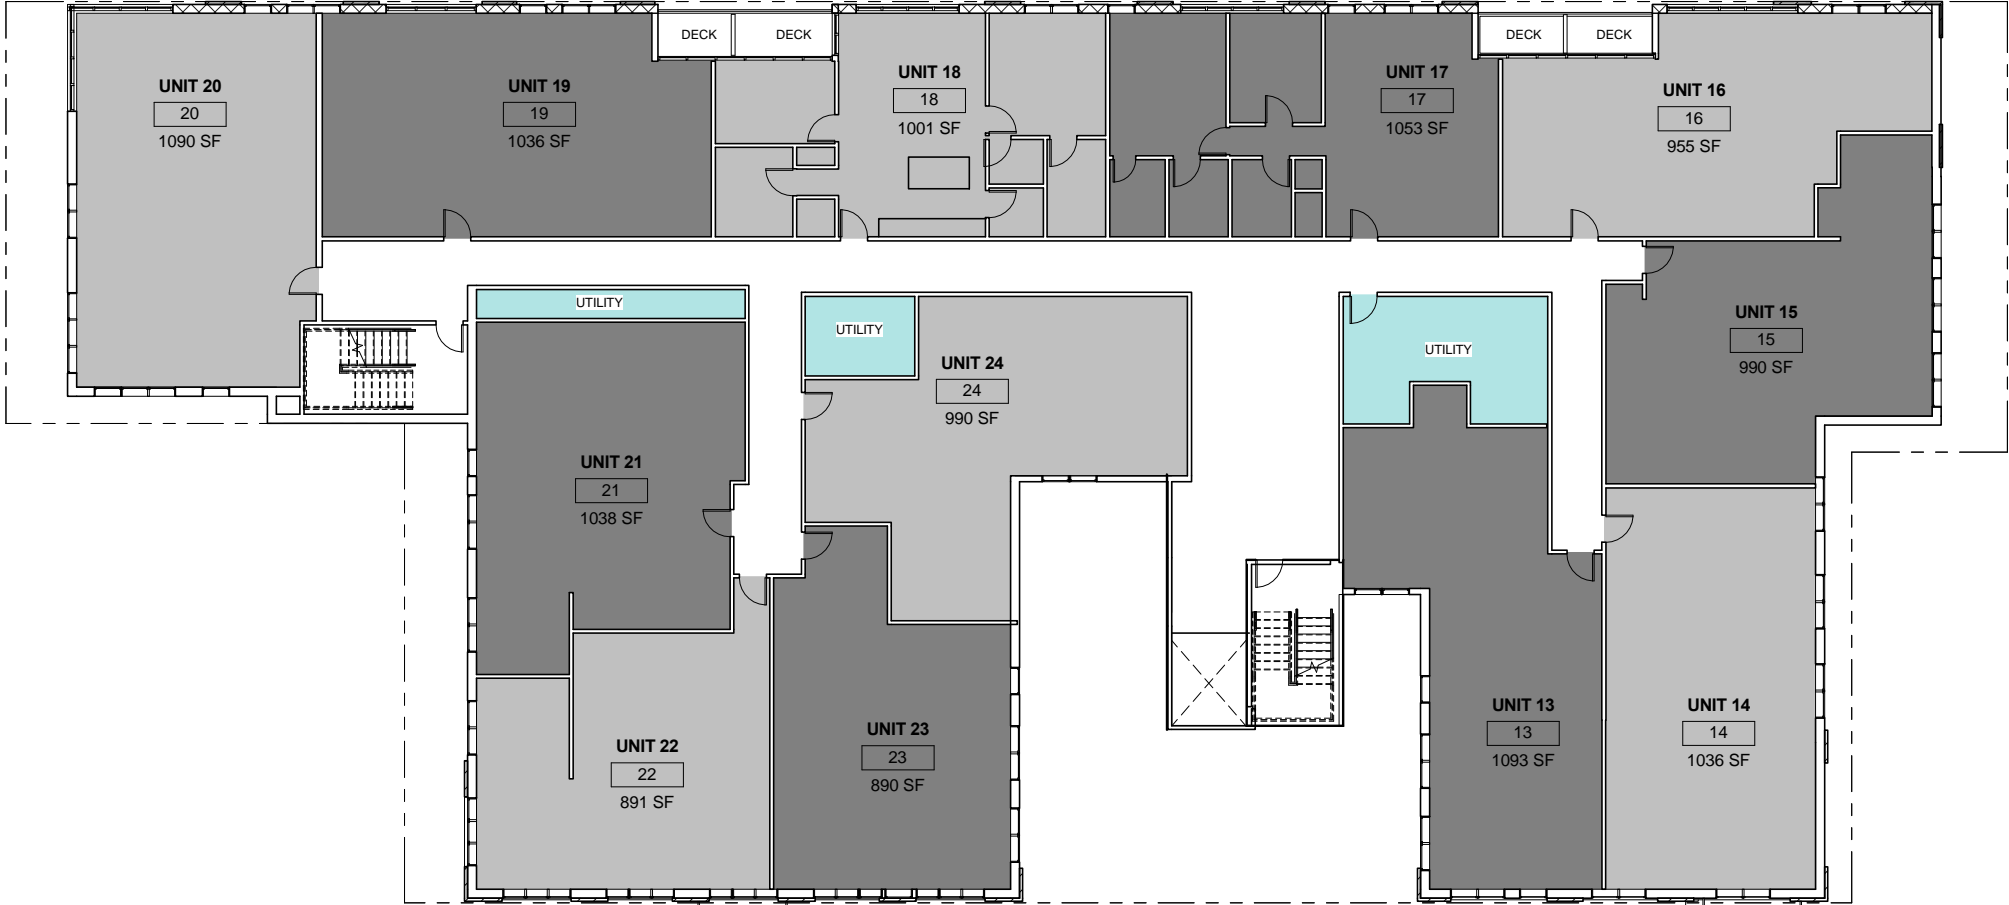 DECK
DECK
DECK
DECK
UNIT 20
20
1090 SF
UNIT 19
19
1036 SF
UNIT 18
18
1001 SF
UNIT 17
17
1053 SF
UNIT 16
16
955 SF
UTILITY
UTILITY
UTILITY
UNIT 15
15
990 SF
UNIT 24
24
990 SF
UNIT 21
21
1038 SF
UNIT 22
22
891 SF
UNIT 23
23
890 SF
UNIT 13
13
1093 SF
UNIT 14
14
1036 SF